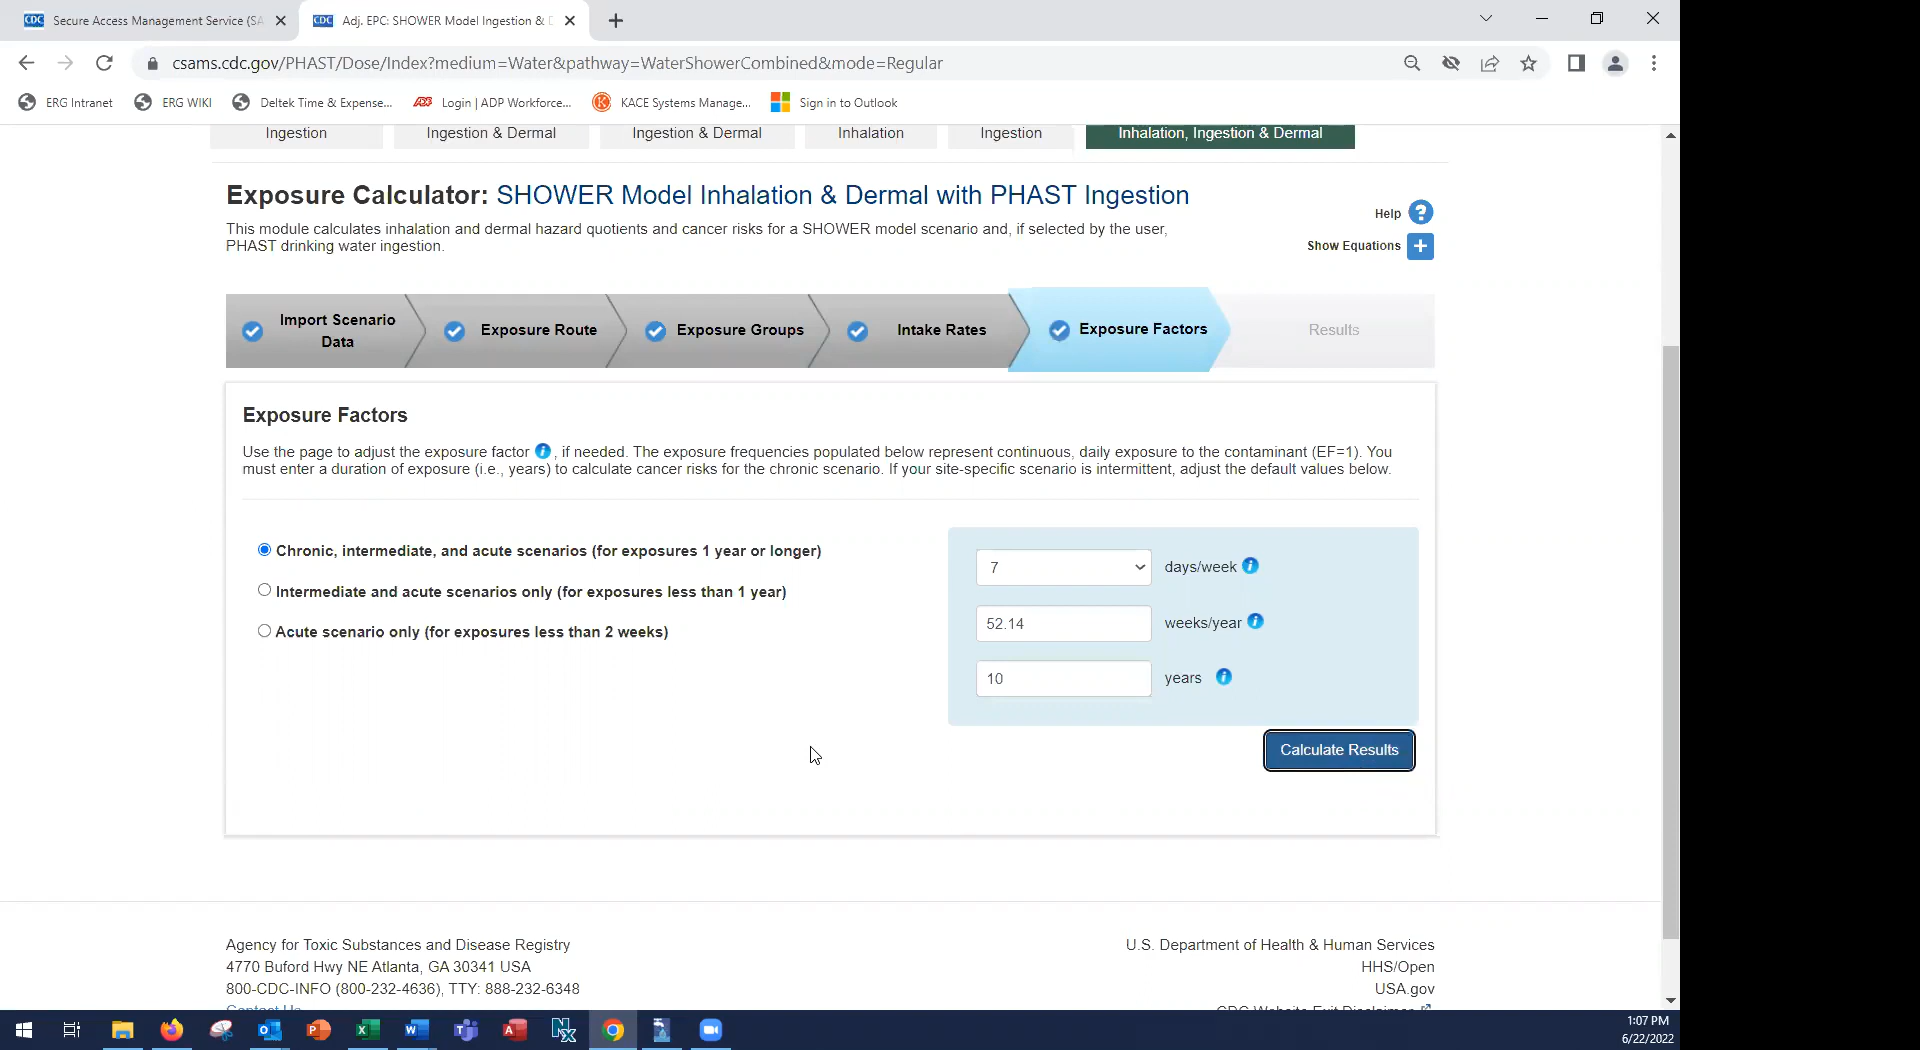 CDC Secure Access Management Service (SA
CDC Adj. EPC: SHOWER Model Ingestion &
csams.cdc.gov/PHAST/Dose/Index?medium=Water&pathway=WaterShowerCombined&mode=Regular
ERG Intranet ERG WIKI Deltek Time & Expense... Login | ADP Workforce... KACE Systems Manage... Sign in to Outlook
Ingestion Ingestion & Dermal Ingestion & Dermal Inhalation Ingestion Inhalation, Ingestion & Dermal
Exposure Calculator: SHOWER Model Inhalation & Dermal with PHAST Ingestion
This module calculates inhalation and dermal hazard quotients and cancer risks for a SHOWER model scenario and, if selected by the user,
PHAST drinking water ingestion.
Help ?
Show Equations +
Import Scenario
Data
Exposure Route
Exposure Groups
Intake Rates
Exposure Factors
Results
Exposure Factors
Use the page to adjust the exposure factor i , if needed. The exposure frequencies populated below represent continuous, daily exposure to the contaminant (EF=1). You
must enter a duration of exposure (i.e., years) to calculate cancer risks for the chronic scenario. If your site-specific scenario is intermittent, adjust the default values below.
Chronic, intermediate, and acute scenarios (for exposures 1 year or longer)
Intermediate and acute scenarios only (for exposures less than 1 year)
Acute scenario only (for exposures less than 2 weeks)
7 days/week i
52.14 weeks/year i
10 years i
Calculate Results
Agency for Toxic Substances and Disease Registry
4770 Buford Hwy NE Atlanta, GA 30341 USA
800-CDC-INFO (800-232-4636), TTY: 888-232-6348
Contact Us
U.S. Department of Health & Human Services
HHS/Open
USA.gov
CDC Website Exit Disclaimer
1:07 PM
6/22/2022